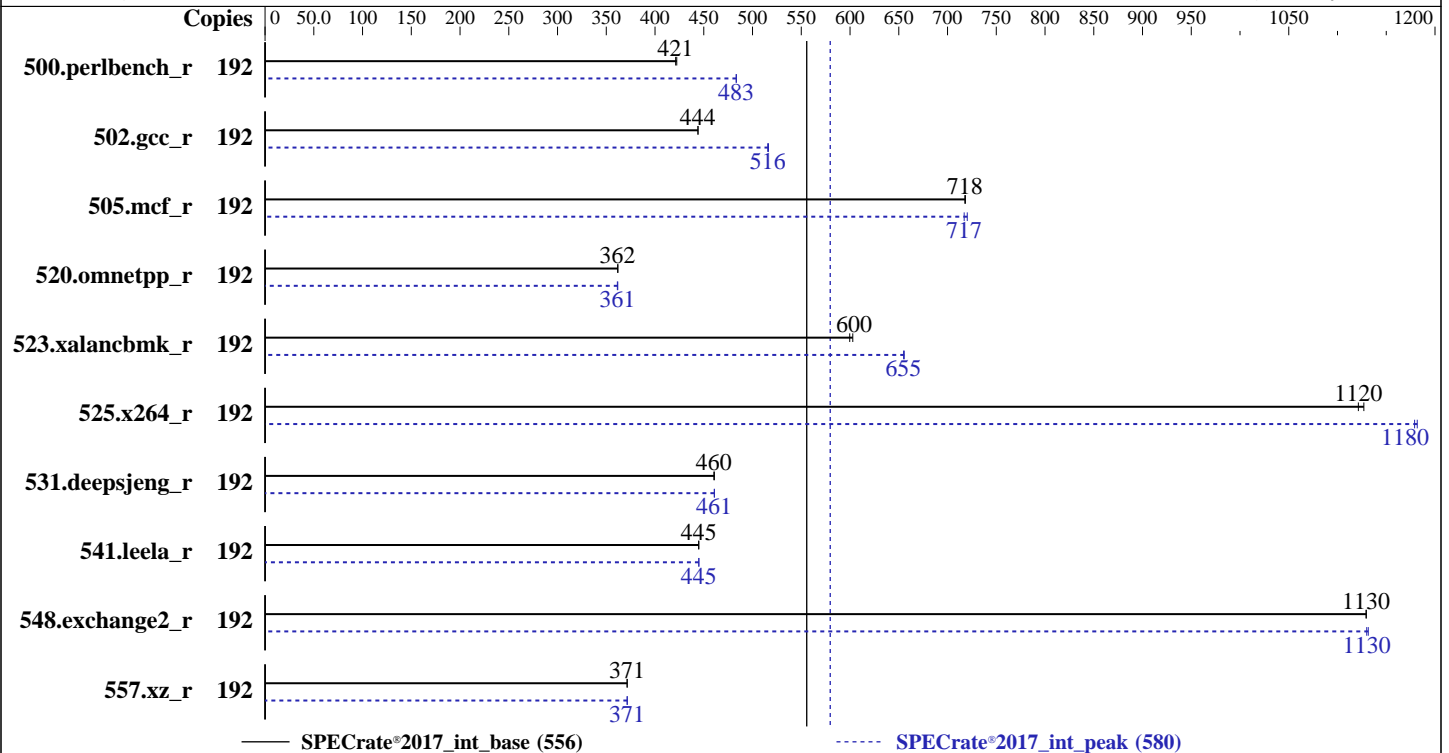 Copies 0 50.0 100 150 200 250 300 350 400 450 500 550 600 650 700 750 800 850 900 950 1050 1200
421
500.perlbench_r 192
483
444
502.gcc_r 192
516
718
505.mcf_r 192
717
362
520.omnetpp_r 192
361
600
523.xalancbmk_r 192
655
1120
525.x264_r 192
1180
460
531.deepsjeng_r 192
461
445
541.leela_r 192
445
1130
548.exchange2_r 192
1130
371
557.xz_r 192
371
SPECrate®2017_int_base (556) SPECrate®2017_int_peak (580)